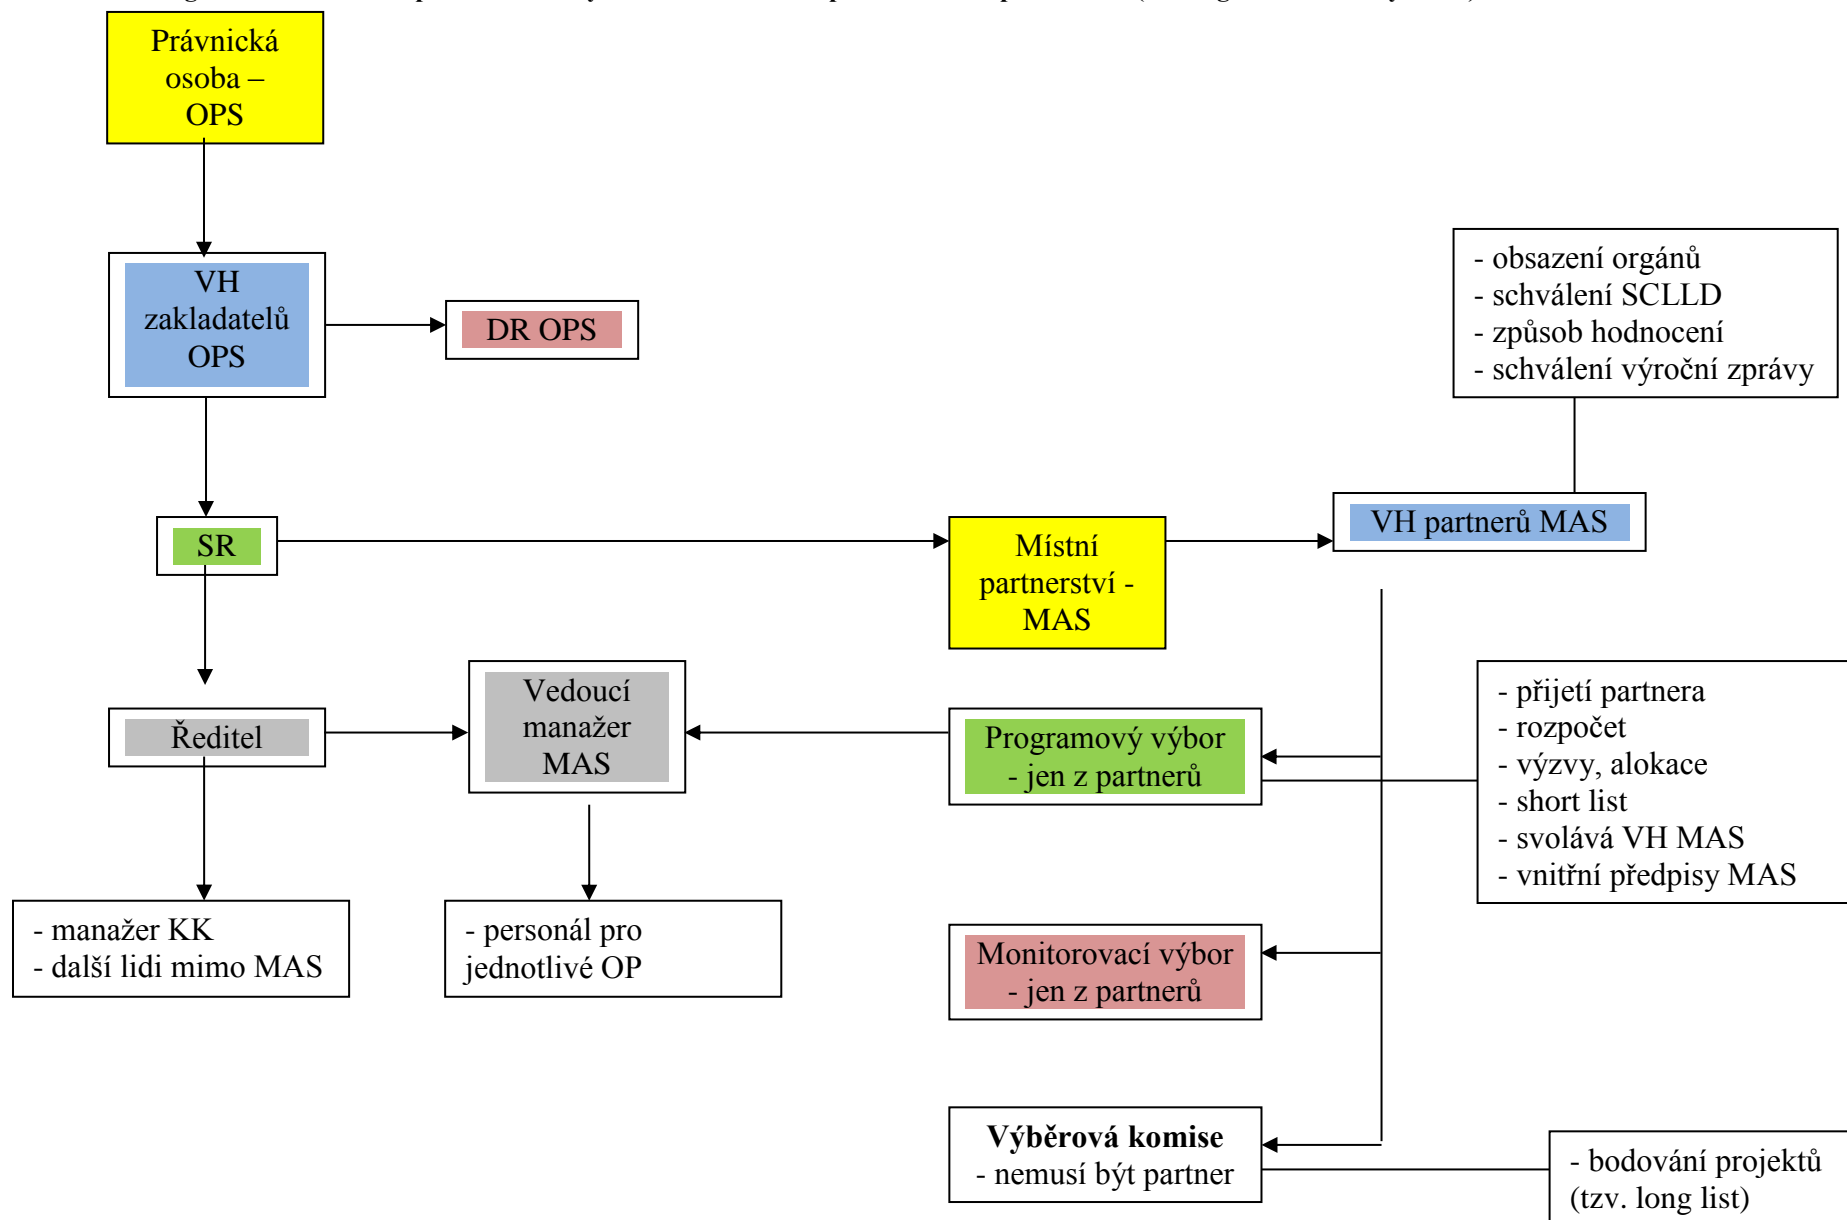 Právnická
osoba –
OPS
VH
zakladatelů
OPS
DR OPS
- obsazení orgánů
- schválení SCLLD
- způsob hodnocení
- schválení výroční zprávy
SR
Místní
partnerství -
MAS
VH partnerů MAS
Ředitel
Vedoucí
manažer
MAS
Programový výbor
- jen z partnerů
- přijetí partnera
- rozpočet
- výzvy, alokace
- short list
- svolává VH MAS
- vnitřní předpisy MAS
- manažer KK
- další lidi mimo MAS
- personál pro
jednotlivé OP
Monitorovací výbor
- jen z partnerů
Výběrová komise
- nemusí být partner
- bodování projektů
(tzv. long list)